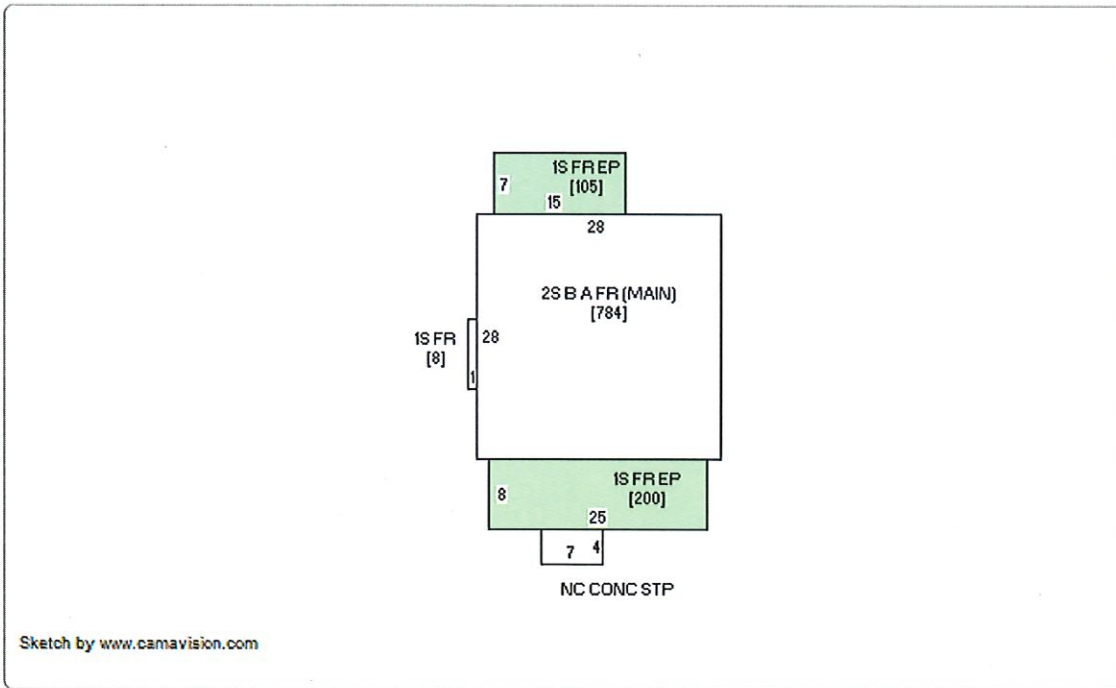 1S FR EP
[105]
7
15
28
2S B A FR (MAIN)
[784]
1S FR
[8]
28
1
1S FR EP
[200]
8
25
7
4
NC CONC STP
Sketch by www.camavision.com